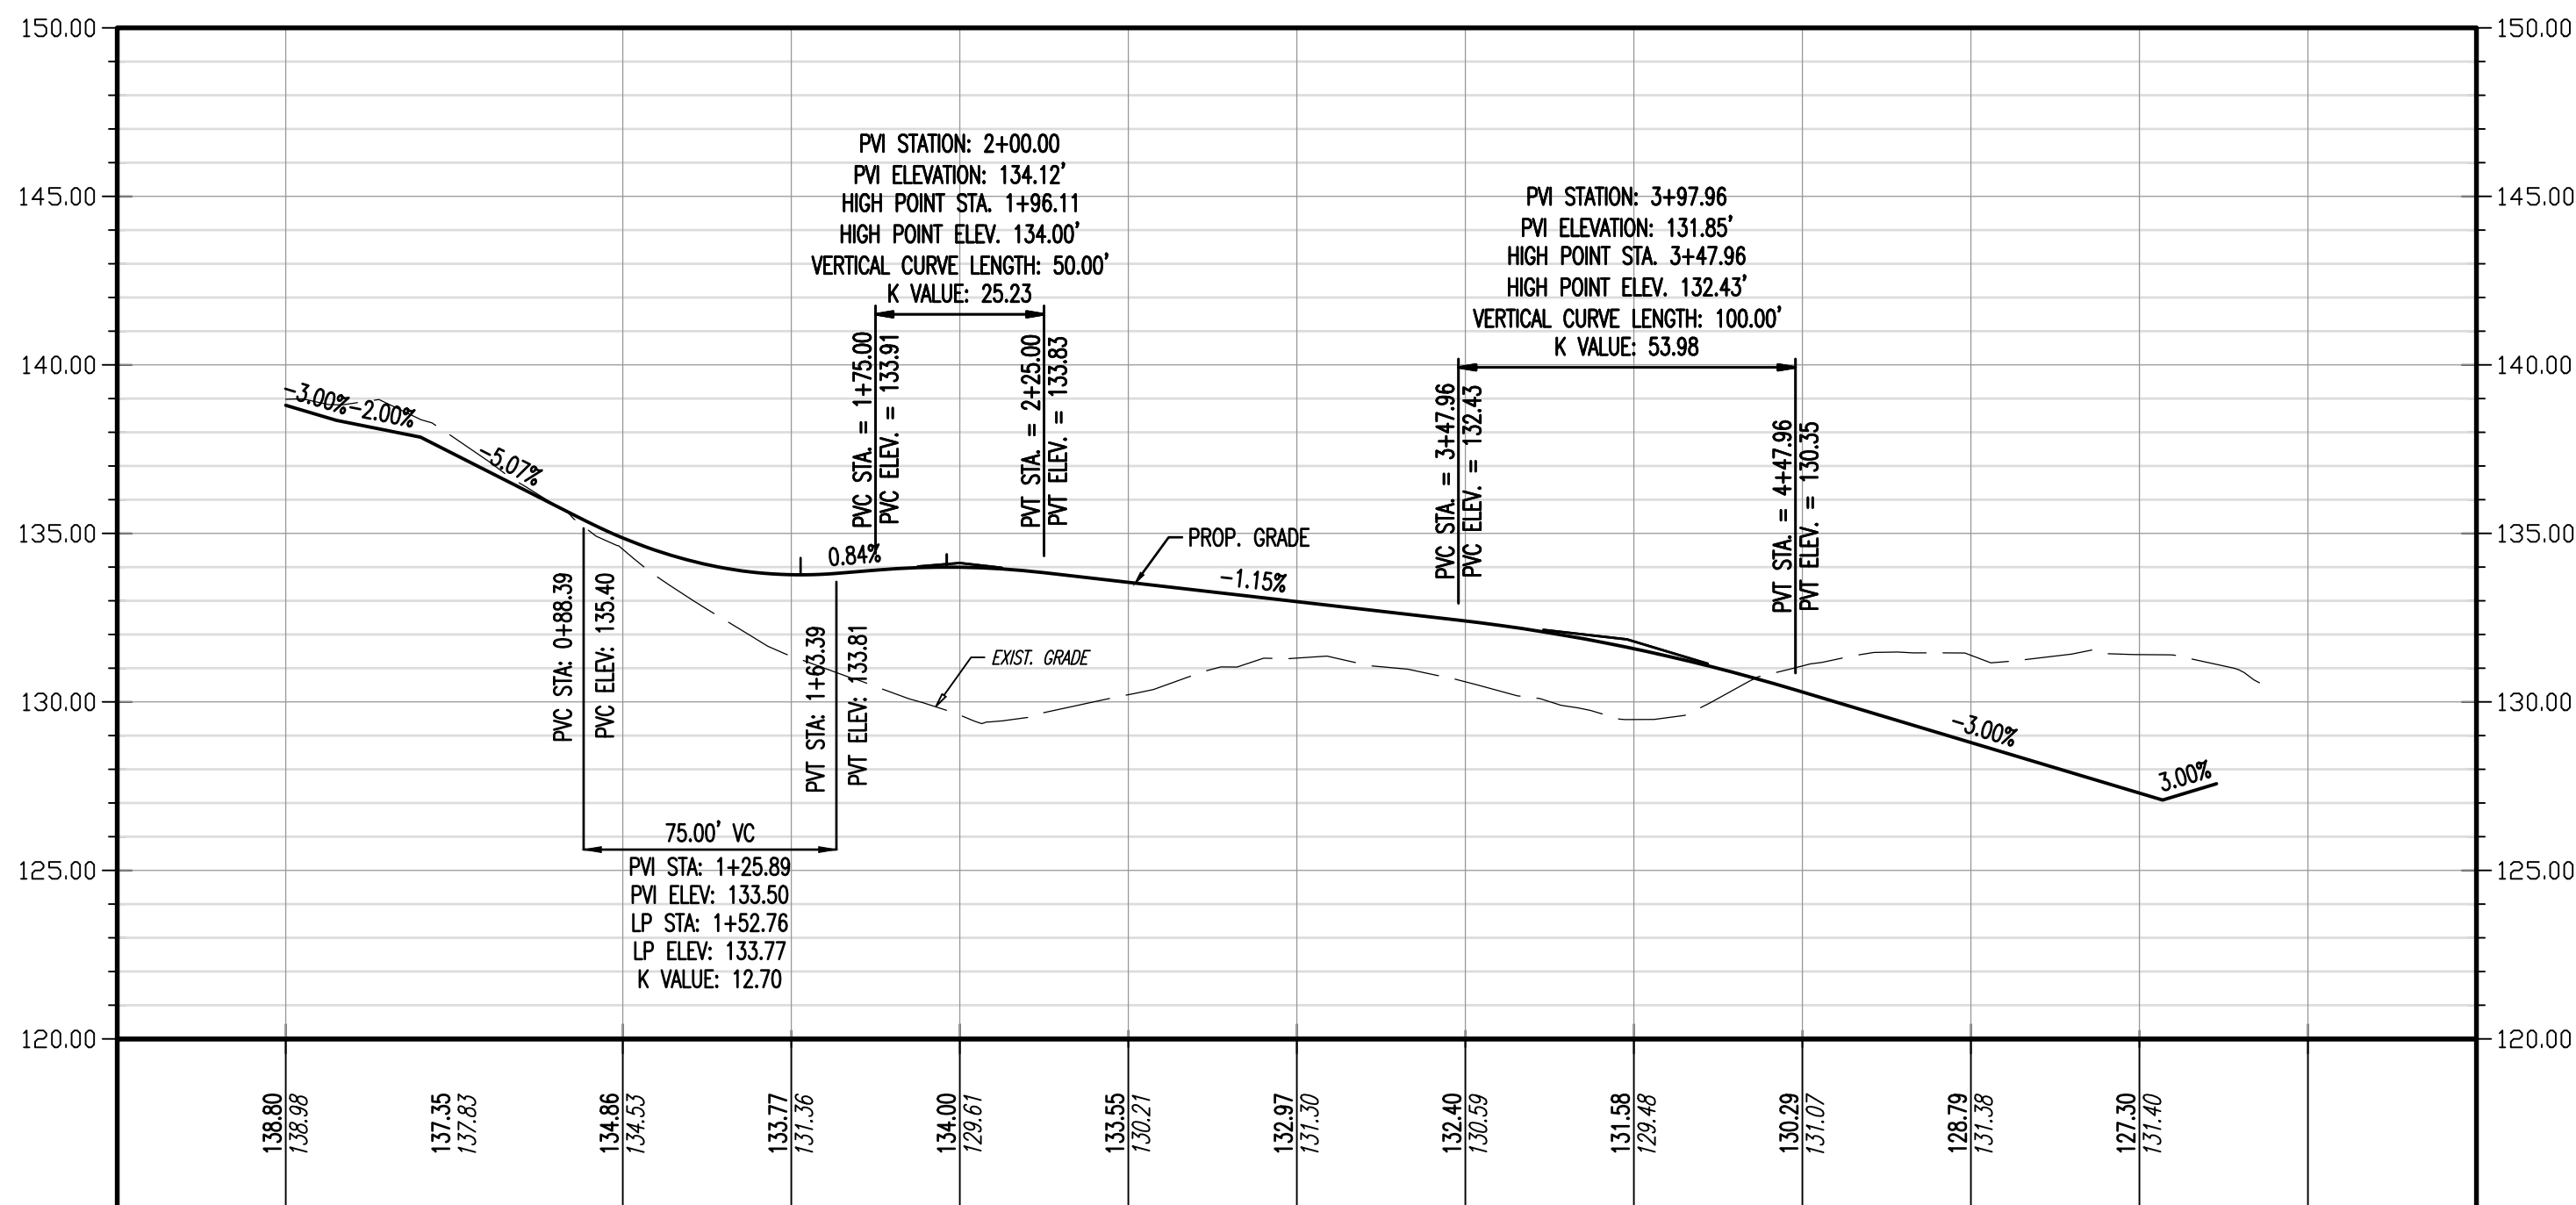 150.00
150.00
145.00
145.00
140.00
140.00
135.00
135.00
130.00
130.00
125.00
125.00
120.00
120.00
PVI STATION: 2+00.00
PVI ELEVATION: 134.12'
HIGH POINT STA. 1+96.11
HIGH POINT ELEV. 134.00'
VERTICAL CURVE LENGTH: 50.00'
K VALUE: 25.23
PVC STA. = 1+75.00
PVC ELEV. = 133.91
PVT STA. = 2+25.00
PVT ELEV. = 133.83
PVI STATION: 3+97.96
PVI ELEVATION: 131.85'
HIGH POINT STA. 3+47.96
HIGH POINT ELEV. 132.43'
VERTICAL CURVE LENGTH: 100.00'
K VALUE: 53.98
PVC STA. = 3+47.96
PVC ELEV. = 132.43
PVT STA. = 4+47.96
PVT ELEV. = 130.35
-3.00%
-2.00%
-5.07%
0.84%
PROP. GRADE
-1.15%
EXIST. GRADE
-3.00%
3.00%
PVC STA: 0+88.39
PVC ELEV: 135.40
PVT STA: 1+63.39
PVT ELEV: 133.81
75.00' VC
PVI STA: 1+25.89
PVI ELEV: 133.50
LP STA: 1+52.76
LP ELEV: 133.77
K VALUE: 12.70
138.80
138.98
137.35
137.83
134.86
134.53
133.77
131.36
134.00
129.61
133.55
130.21
132.97
131.30
132.40
130.59
131.58
129.48
130.29
131.07
128.79
131.38
127.30
131.40